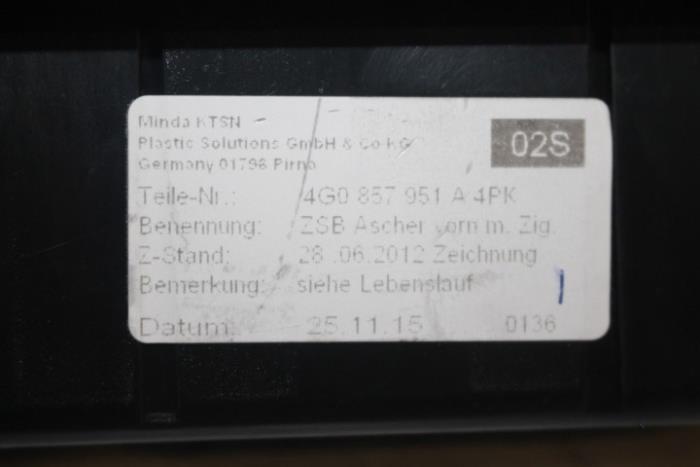 Minda KTSN
Plastic Solutions GmbH & Co KG
Germany 01796 Pirna
02S
Teile-Nr.: 4G0 857 951 A 4PK
Benennung: ZSB Ascher vorn m. Zig.
Z-Stand: 28 .06.2012 Zeichnung
Bemerkung: siehe Lebenslauf
Datum: 25.11.15 0136